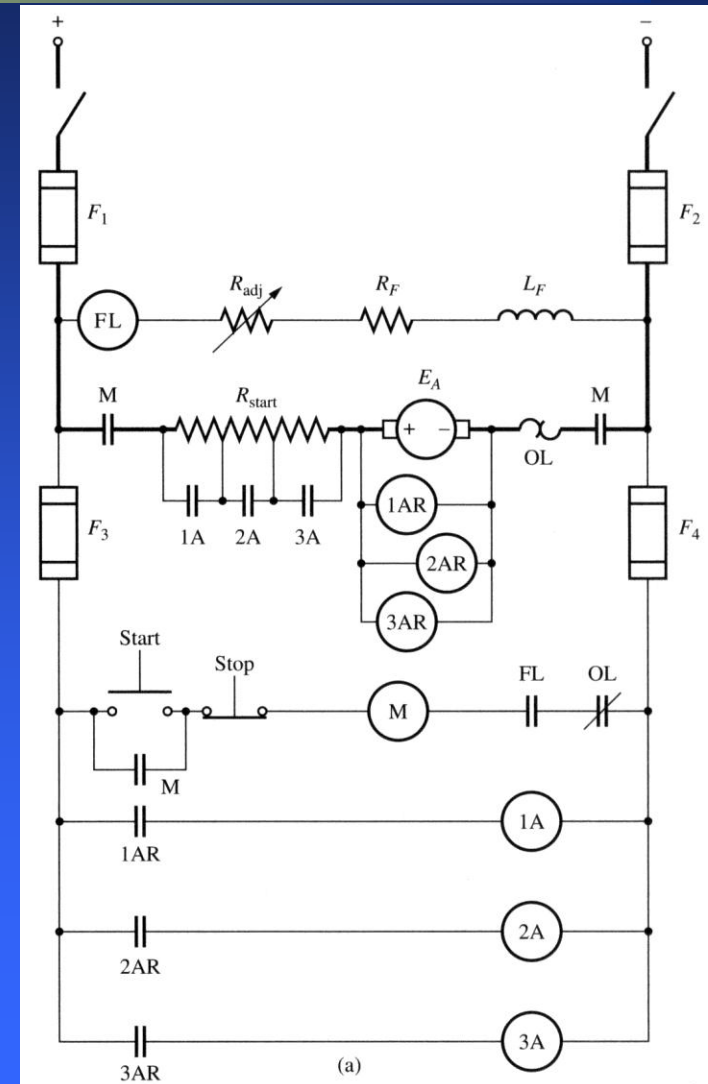 + −
F1 F2
Radj RF LF
FL
M Rstart EA M
+ −
OL
1A 2A 3A
1AR
2AR
3AR
F3 F4
Start
Stop
M FL OL
M
1AR 1A
2AR 2A
3AR 3A
(a)